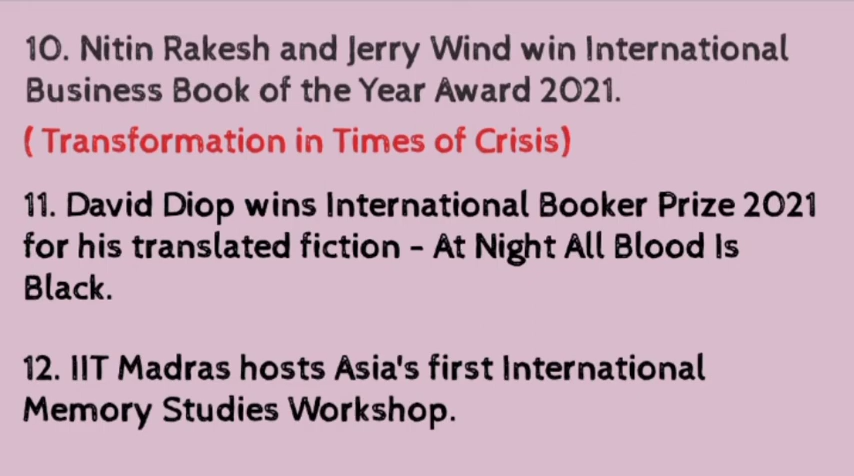 10. Nitin Rakesh and Jerry Wind win International
Business Book of the Year Award 2021.
( Transformation in Times of Crisis)
11. David Diop wins International Booker Prize 2021
for his translated fiction - At Night All Blood Is
Black.
12. IIT Madras hosts Asia's first International
Memory Studies Workshop.